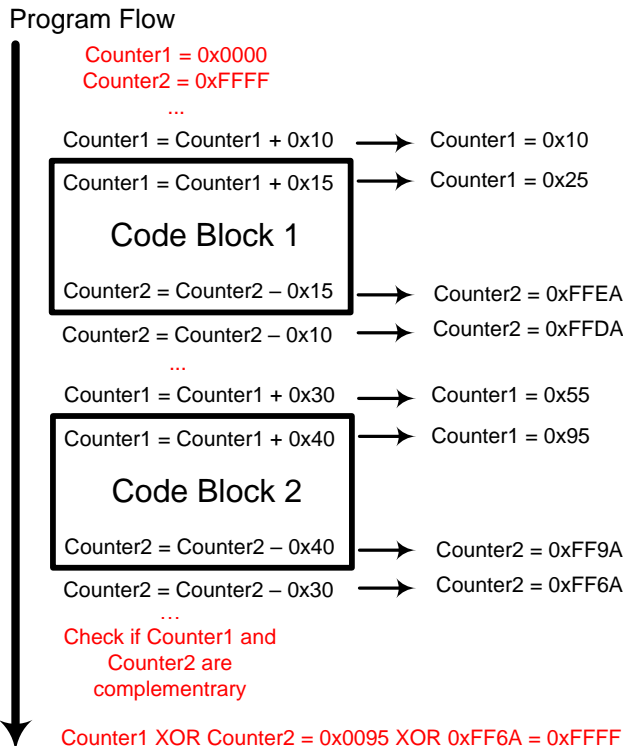 Program Flow
Counter1 = 0x0000
Counter2 = 0xFFFF
...
Counter1 = Counter1 + 0x10
Counter1 = 0x10
Counter1 = Counter1 + 0x15
Counter1 = 0x25
Code Block 1
Counter2 = Counter2 – 0x15
Counter2 = 0xFFEA
Counter2 = Counter2 – 0x10
Counter2 = 0xFFDA
...
Counter1 = Counter1 + 0x30
Counter1 = 0x55
Counter1 = Counter1 + 0x40
Counter1 = 0x95
Code Block 2
Counter2 = Counter2 – 0x40
Counter2 = 0xFF9A
Counter2 = Counter2 – 0x30
Counter2 = 0xFF6A
...
Check if Counter1 and
Counter2 are
complementrary
Counter1 XOR Counter2 = 0x0095 XOR 0xFF6A = 0xFFFF